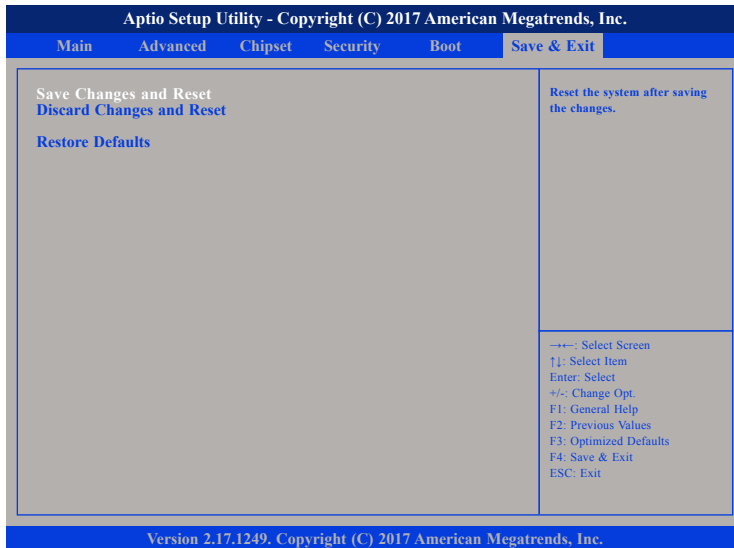 Aptio Setup Utility - Copyright (C) 2017 American Megatrends, Inc.
Main Advanced Chipset Security Boot Save & Exit
Save Changes and Reset
Discard Changes and Reset
Restore Defaults
Reset the system after saving
the changes.
→←: Select Screen
↑↓: Select Item
Enter: Select
+/-: Change Opt.
F1: General Help
F2: Previous Values
F3: Optimized Defaults
F4: Save & Exit
ESC: Exit
Version 2.17.1249. Copyright (C) 2017 American Megatrends, Inc.